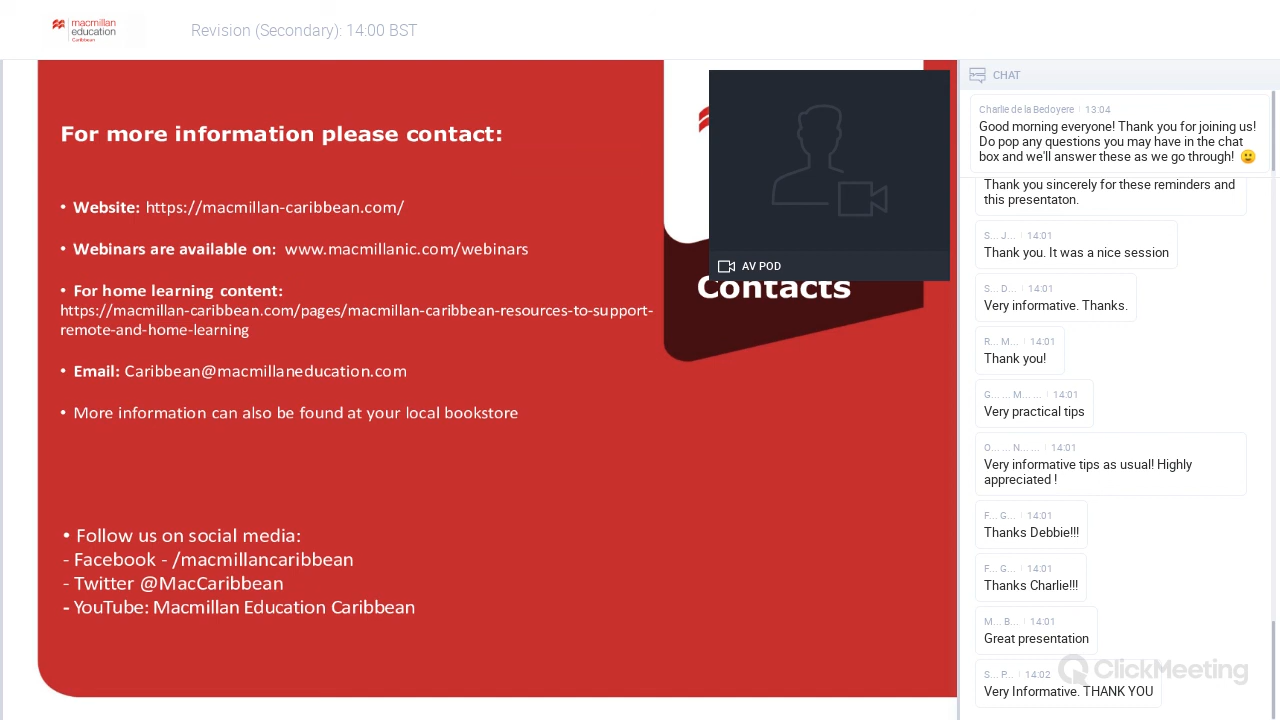 macmillan
education
Caribbean
Revision (Secondary): 14:00 BST
For more information please contact:
• Website: https://macmillan-caribbean.com/
• Webinars are available on: www.macmillanic.com/webinars
• For home learning content:
https://macmillan-caribbean.com/pages/macmillan-caribbean-resources-to-support-
remote-and-home-learning
• Email: Caribbean@macmillaneducation.com
• More information can also be found at your local bookstore
• Follow us on social media:
- Facebook - /macmillancaribbean
- Twitter @MacCaribbean
- YouTube: Macmillan Education Caribbean
AV POD
Contacts
CHAT
Charlie de la Bedoyere 13:04
Good morning everyone! Thank you for joining us!
Do pop any questions you may have in the chat
box and we'll answer these as we go through! 🙂
Thank you sincerely for these reminders and
this presentaton.
S... J... 14:01
Thank you. It was a nice session
S... D... 14:01
Very informative. Thanks.
R... M... 14:01
Thank you!
G... ... M... ... 14:01
Very practical tips
O... ... N... ... 14:01
Very informative tips as usual! Highly
appreciated !
F... G... 14:01
Thanks Debbie!!!
F... G... 14:01
Thanks Charlie!!!
M... B... 14:01
Great presentation
S... P... 14:02
Very Informative. THANK YOU
ClickMeeting